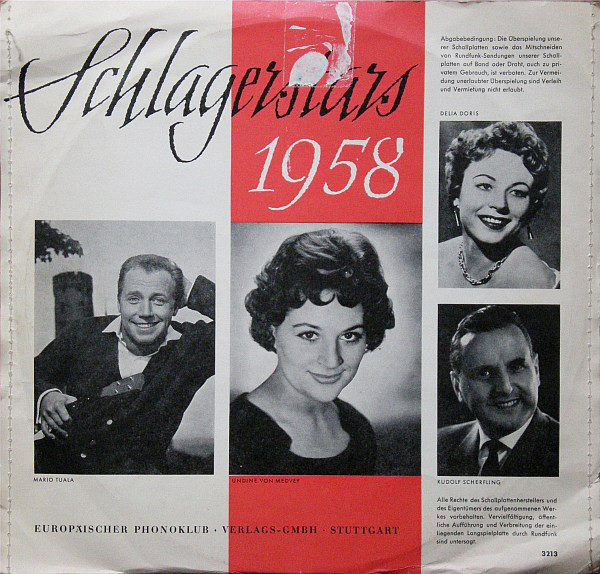 Schlagerstars
1958
Abgabebedingung: Die Überspielung unse-
rer Schallplatten sowie das Mitschneiden
von Rundfunk-Sendungen unserer Schall-
platten auf Band oder Draht, auch zu pri-
vatem Gebrauch, ist verboten. Zur Vermei-
dung unerlaubter Überspielung sind Verleih
und Vermietung nicht erlaubt.
DELIA DORIS
MARIO TUALA
UNDINE VON MEDVEY
RUDOLF SCHERFLING
Alle Rechte des Schallplattenherstellers und
des Eigentümers des aufgenommenen Wer-
kes vorbehalten. Vervielfältigung, öffent-
liche Aufführung und Verbreitung der ein-
liegenden Langspielplatte durch Rundfunk
sind untersagt.
EUROPÄISCHER PHONOKLUB · VERLAGS-GMBH · STUTTGART
3213